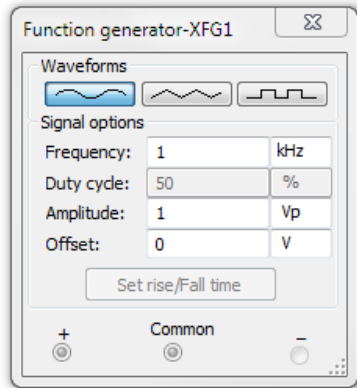 Function generator-XFG1
Waveforms
Signal options
Frequency: 1 kHz
Duty cycle: 50 %
Amplitude: 1 Vp
Offset: 0 V
Set rise/Fall time
+ Common −